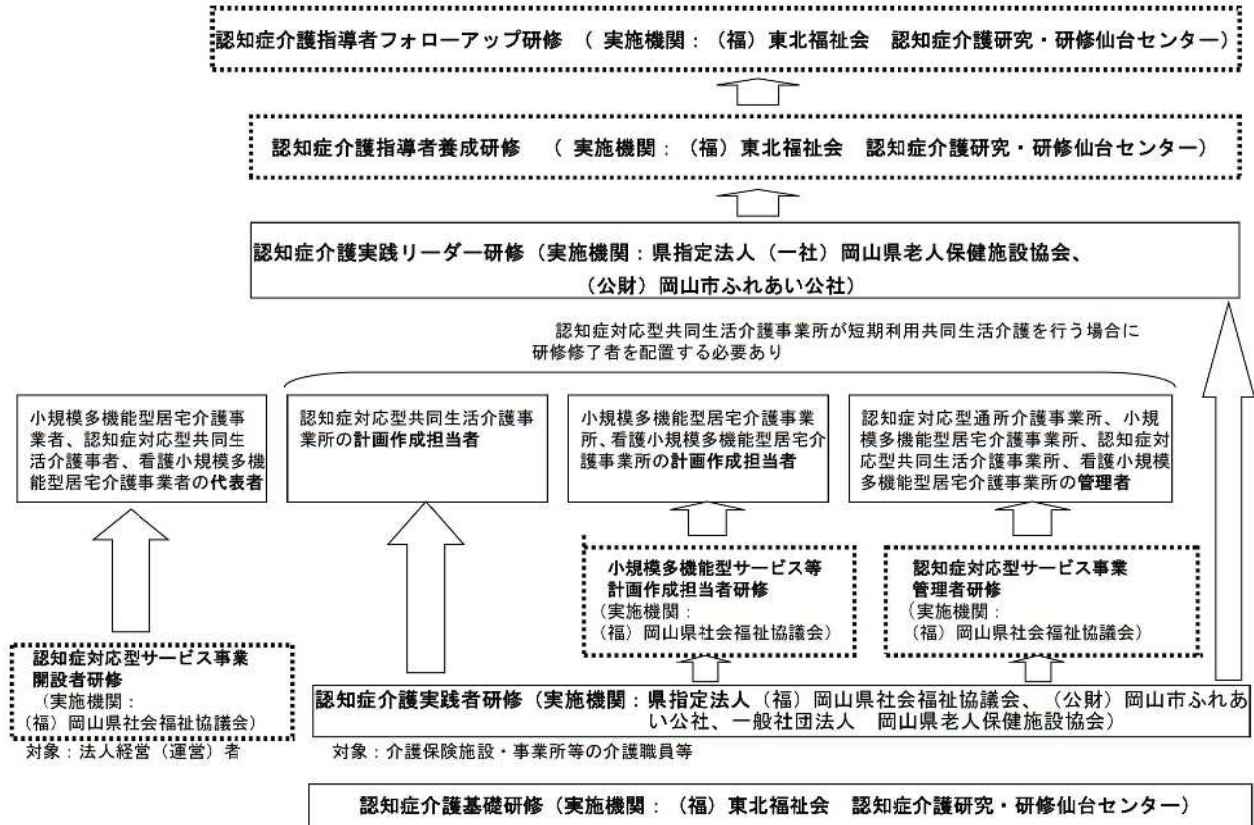 認知症介護指導者フォローアップ研修 （ 実施機関：（福）東北福祉会 認知症介護研究・研修仙台センター）
認知症介護指導者養成研修 （ 実施機関：（福）東北福祉会 認知症介護研究・研修仙台センター）
認知症介護実践リーダー研修（実施機関：県指定法人（一社）岡山県老人保健施設協会、
（公財）岡山市ふれあい公社）
認知症対応型共同生活介護事業所が短期利用共同生活介護を行う場合に
研修修了者を配置する必要あり
小規模多機能型居宅介護事
業者、認知症対応型共同生
活介護事者、看護小規模多機
能型居宅介護事業者の代表者
認知症対応型共同生活介護事
業所の計画作成担当者
小規模多機能型居宅介護事業
所、看護小規模多機能型居宅介
護事業所の計画作成担当者
認知症対応型通所介護事業所、小規
模多機能型居宅介護事業所、認知症対
応型共同生活介護事業所、看護小規模
多機能型居宅介護事業所の管理者
小規模多機能型サービス等
計画作成担当者研修
（実施機関：
（福）岡山県社会福祉協議会）
認知症対応型サービス事業
管理者研修
（実施機関：
（福）岡山県社会福祉協議会）
認知症対応型サービス事業
開設者研修
（実施機関：
（福）岡山県社会福祉協議会）
対象：法人経営（運営）者
認知症介護実践者研修（実施機関：県指定法人（福）岡山県社会福祉協議会、（公財）岡山市ふれあ
い公社、一般社団法人 岡山県老人保健施設協会）
対象：介護保険施設・事業所等の介護職員等
認知症介護基礎研修（実施機関：（福）東北福祉会 認知症介護研究・研修仙台センター）